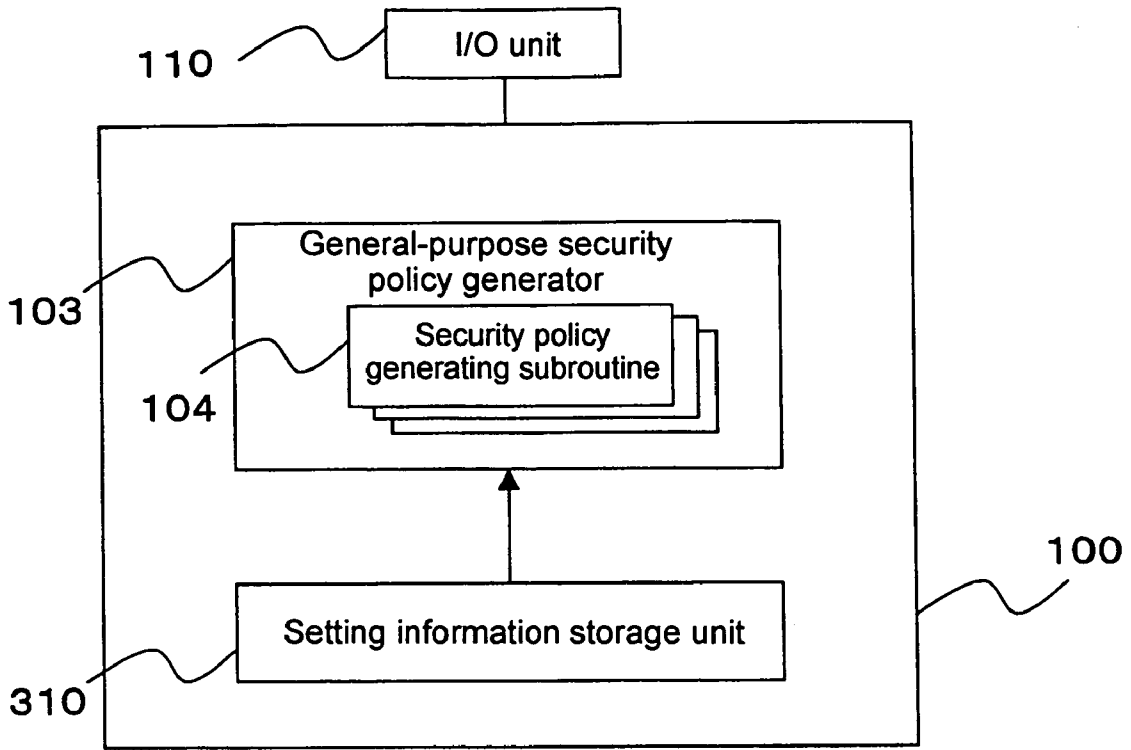 I/O unit
110
General-purpose security
policy generator
103
Security policy
generating subroutine
104
100
Setting information storage unit
310